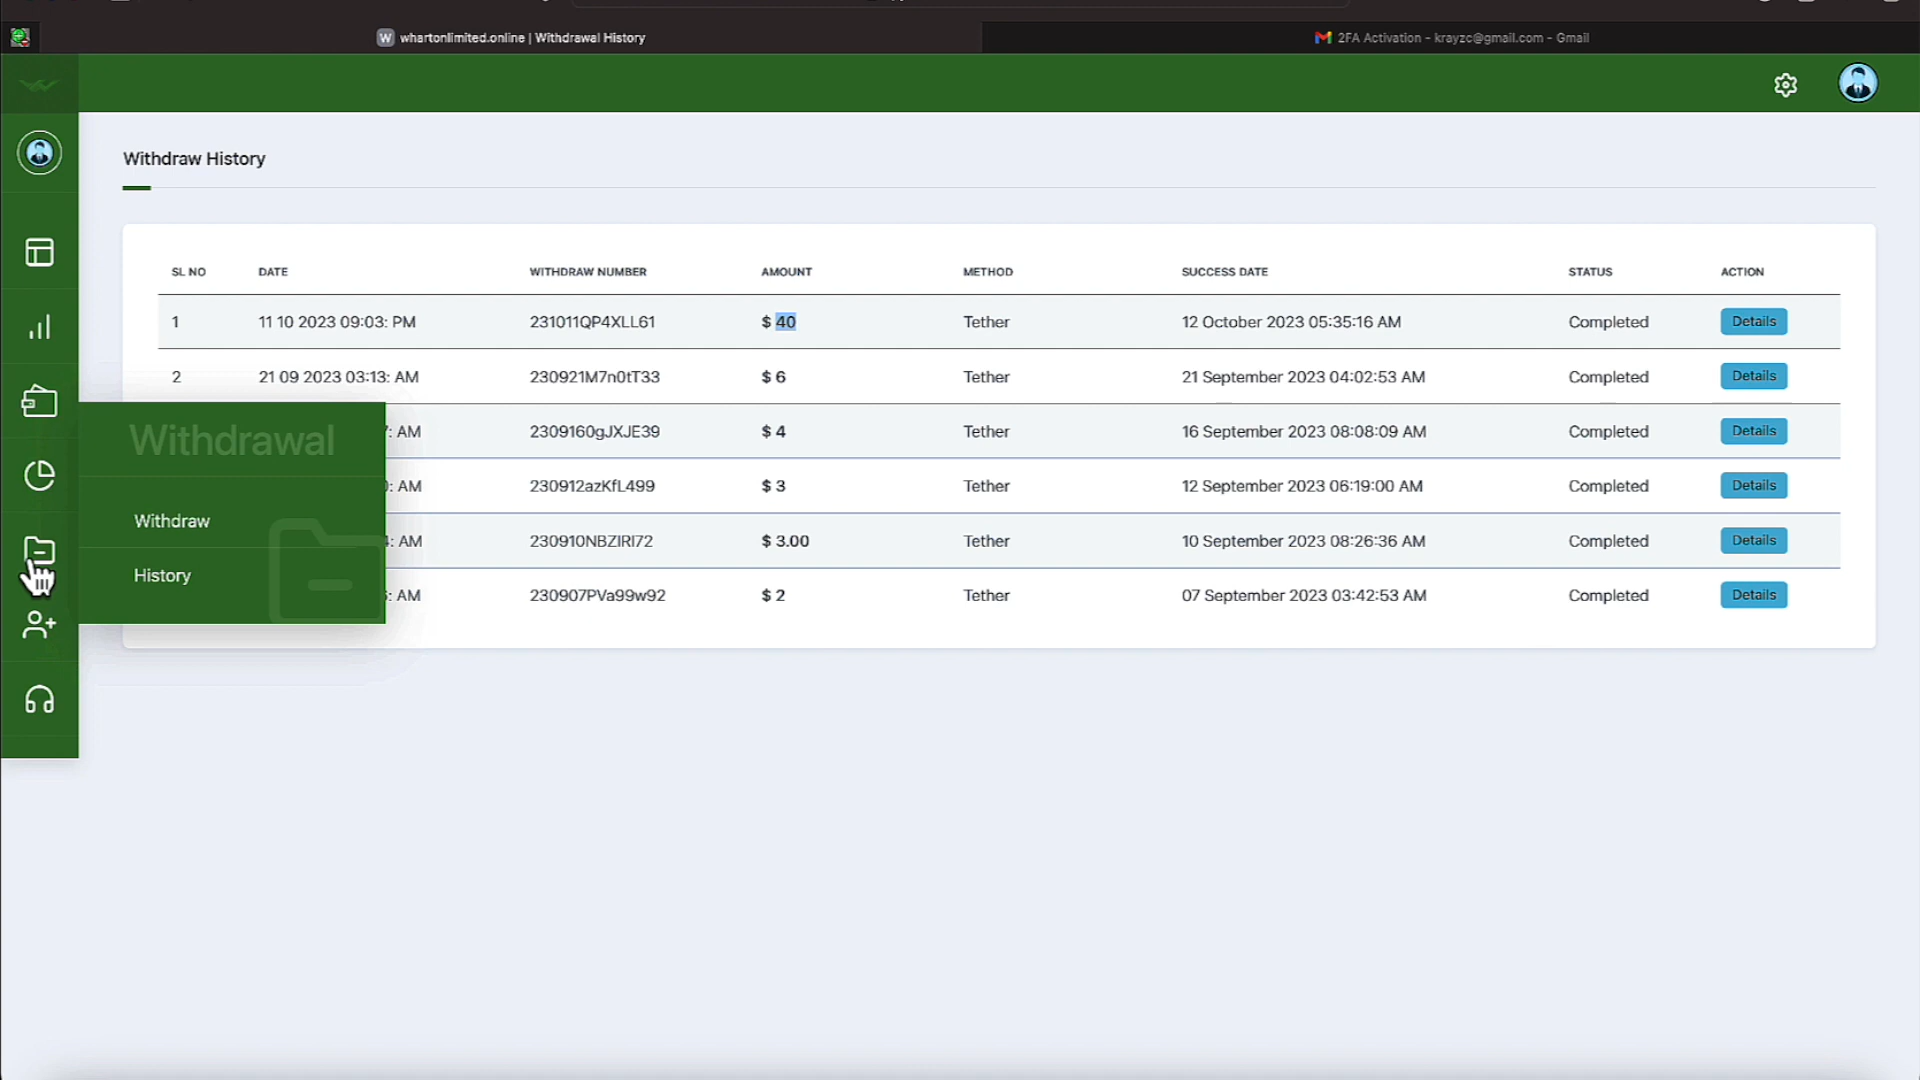 W whartonlimited.online | Withdrawal History
2FA Activation - krayzc@gmail.com - Gmail
Withdraw History
SL NO DATE WITHDRAW NUMBER AMOUNT METHOD SUCCESS DATE STATUS ACTION
1 11 10 2023 09:03: PM 231011QP4XLL61 $ 40 Tether 12 October 2023 05:35:16 AM Completed Details
2 21 09 2023 03:13: AM 230921M7n0tT33 $ 6 Tether 21 September 2023 04:02:53 AM Completed Details
: AM 2309160gJXJE39 $ 4 Tether 16 September 2023 08:08:09 AM Completed Details
Withdrawal
: AM 230912azKfL499 $ 3 Tether 12 September 2023 06:19:00 AM Completed Details
Withdraw
: AM 230910NBZIRI72 $ 3.00 Tether 10 September 2023 08:26:36 AM Completed Details
History
: AM 230907PVa99w92 $ 2 Tether 07 September 2023 03:42:53 AM Completed Details